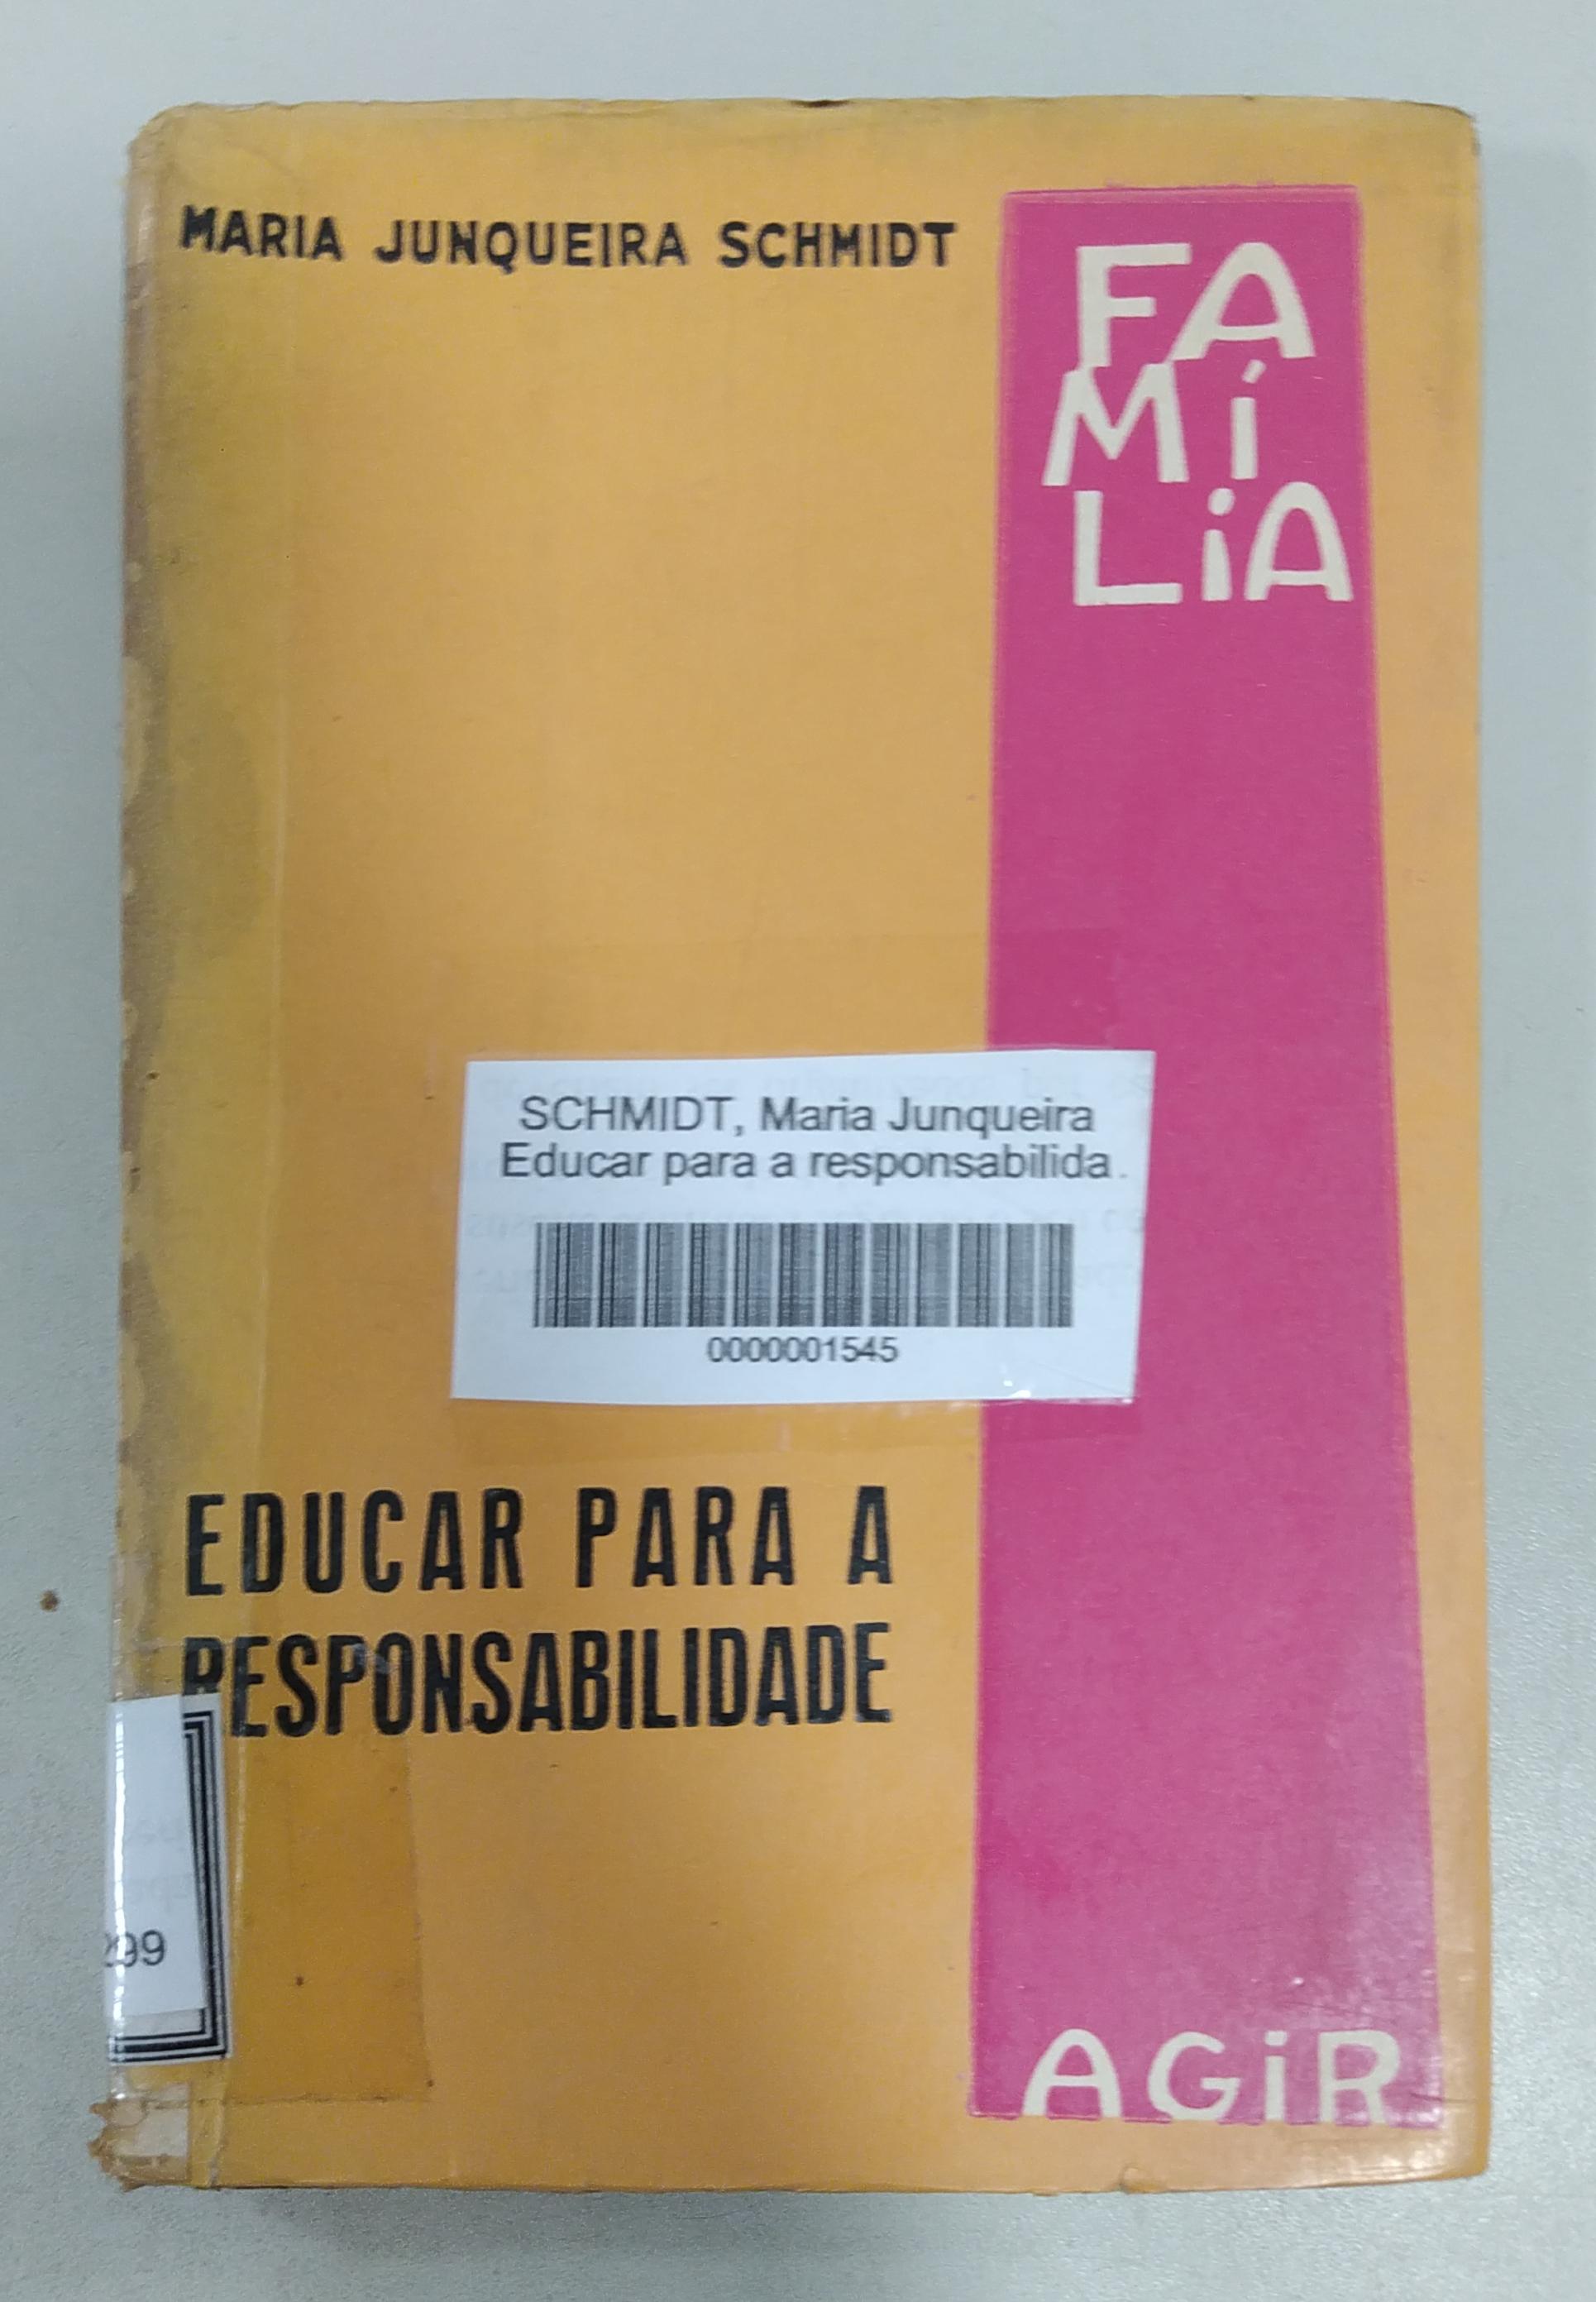 MARIA JUNQUEIRA SCHMIDT
FA
MÍ
LiA
SCHMIDT, Maria Junqueira
Educar para a responsabilida.
0000001545
EDUCAR PARA A
RESPONSABILIDADE
299
AGiR